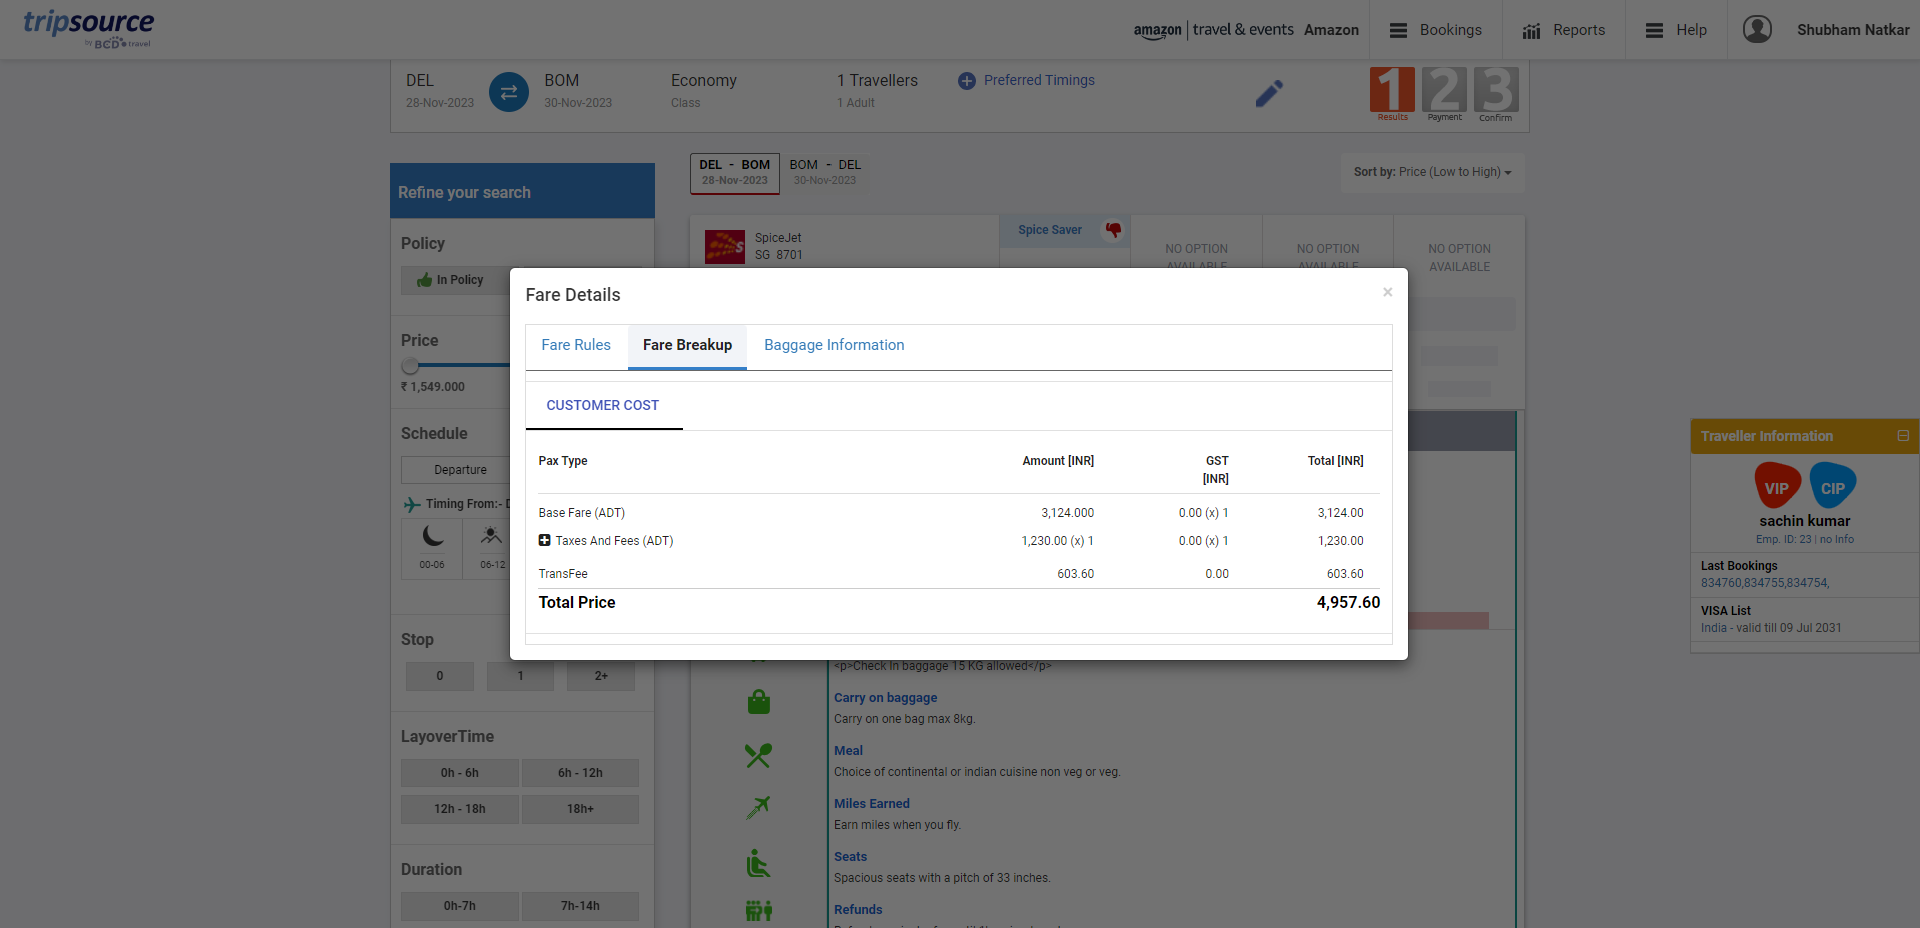 tripsource
by BCD travel
amazon | travel & events Amazon
Bookings
Reports
Help
Shubham Natkar
DEL
28-Nov-2023
BOM
30-Nov-2023
Economy
Class
1 Travellers
1 Adult
Preferred Timings
1 2 3
Results Payment Confirm
Refine your search
DEL - BOM
28-Nov-2023
BOM - DEL
30-Nov-2023
Sort by: Price (Low to High)
Policy
In Policy
Price
₹ 1,549.000
Schedule
Departure
Timing From:- D
00-06
06-12
Stop
0 1 2+
LayoverTime
0h - 6h 6h - 12h
12h - 18h 18h+
Duration
0h-7h 7h-14h
SpiceJet
SG 8701
Spice Saver
NO OPTION
AVAILABLE
NO OPTION
AVAILABLE
NO OPTION
AVAILABLE
Fare Details
×
Fare Rules Fare Breakup Baggage Information
CUSTOMER COST
Pax Type Amount [INR] GST [INR] Total [INR]
Base Fare (ADT) 3,124.000 0.00 (x) 1 3,124.00
Taxes And Fees (ADT) 1,230.00 (x) 1 0.00 (x) 1 1,230.00
TransFee 603.60 0.00 603.60
Total Price 4,957.60
<p>Check In baggage 15 KG allowed</p>
Carry on baggage
Carry on one bag max 8kg.
Meal
Choice of continental or indian cuisine non veg or veg.
Miles Earned
Earn miles when you fly.
Seats
Spacious seats with a pitch of 33 inches.
Refunds
Traveller Information
VIP CIP
sachin kumar
Emp. ID: 23 | no Info
Last Bookings
834760,834755,834754,
VISA List
India - valid till 09 Jul 2031